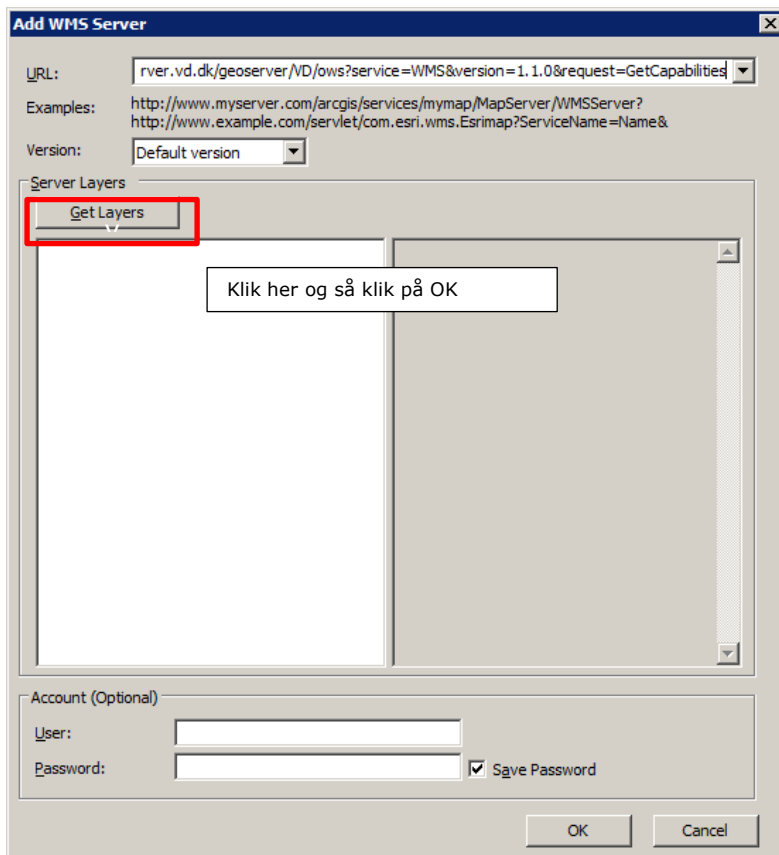 Add WMS Server
URL: rver.vd.dk/geoserver/VD/ows?service=WMS&version=1.1.0&request=GetCapabilities
Examples: http://www.myserver.com/arcgis/services/mymap/MapServer/WMSServer?
http://www.example.com/servlet/com.esri.wms.Esrimap?ServiceName=Name&
Version: Default version
Server Layers
Get Layers
Klik her og så klik på OK
Account (Optional)
User:
Password: Save Password
OK Cancel